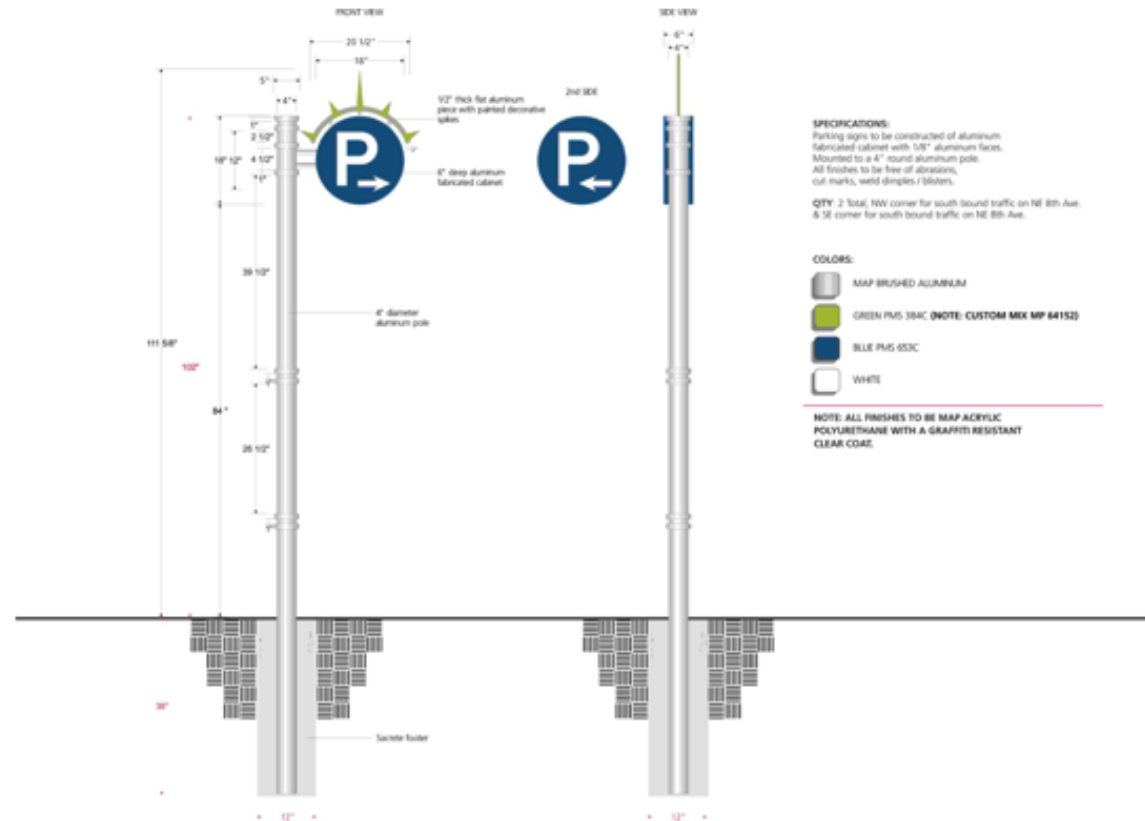 FRONT VIEW
SIDE VIEW
20 1/2"
18"
5"
4"
6"
4"
1/2" thick flat aluminum
piece with painted decorative
spikes
2nd SIDE
1"
2 1/2"
18"
12"
4 1/2"
P
P
6" deep aluminum
fabricated cabinet
39 1/2"
4" diameter
aluminum pole
111 5/8"
102"
84 "
26 1/2"
1"
36"
Sacrete footer
12"
12"
SPECIFICATIONS:
Parking signs to be constructed of aluminum
fabricated cabinet with 1/8" aluminum faces.
Mounted to a 4" round aluminum pole.
All finishes to be free of abrasions,
cut marks, weld dimples / blisters.
QTY: 2 Total, NW corner for south bound traffic on NE 8th Ave.
& SE corner for south bound traffic on NE 8th Ave.
COLORS:
MAP BRUSHED ALUMINUM
GREEN PMS 384C (NOTE: CUSTOM MIX MP 64152)
BLUE PMS 653C
WHITE
NOTE: ALL FINISHES TO BE MAP ACRYLIC
POLYURETHANE WITH A GRAFFITI RESISTANT
CLEAR COAT.